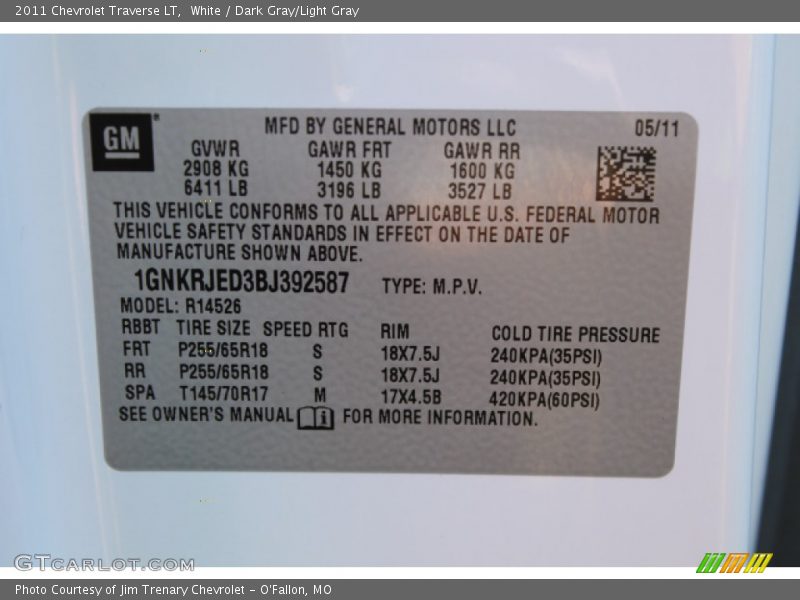 2011 Chevrolet Traverse LT, White / Dark Gray/Light Gray
GM
MFD BY GENERAL MOTORS LLC 05/11
GVWR GAWR FRT GAWR RR
2908 KG 1450 KG 1600 KG
6411 LB 3196 LB 3527 LB
THIS VEHICLE CONFORMS TO ALL APPLICABLE U.S. FEDERAL MOTOR
VEHICLE SAFETY STANDARDS IN EFFECT ON THE DATE OF
MANUFACTURE SHOWN ABOVE.
1GNKRJED3BJ392587 TYPE: M.P.V.
MODEL: R14526
RBBT TIRE SIZE SPEED RTG RIM COLD TIRE PRESSURE
FRT P255/65R18 S 18X7.5J 240KPA(35PSI)
RR P255/65R18 S 18X7.5J 240KPA(35PSI)
SPA T145/70R17 M 17X4.5B 420KPA(60PSI)
SEE OWNER'S MANUAL i FOR MORE INFORMATION.
GTCARLOT.COM
Photo Courtesy of Jim Trenary Chevrolet - O'Fallon, MO